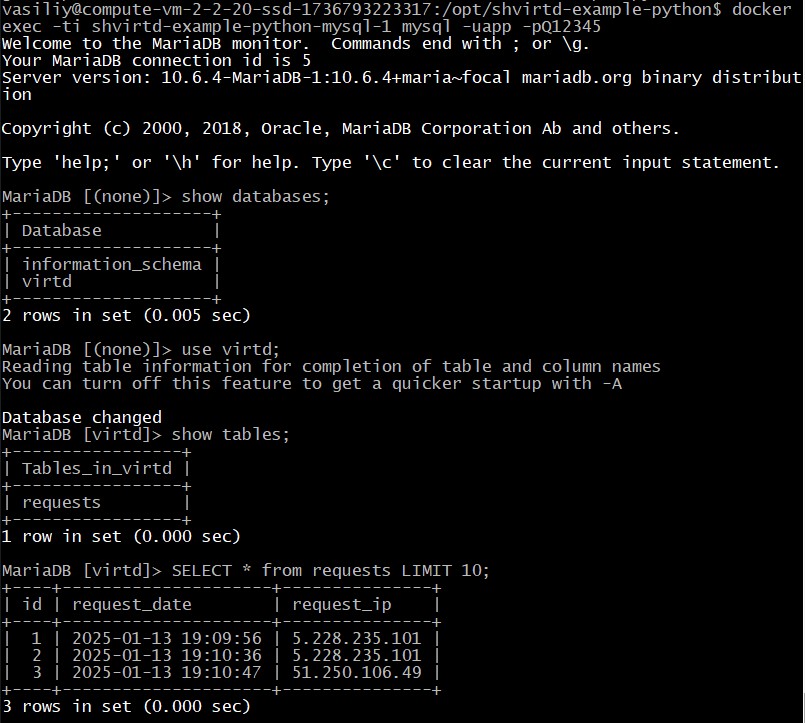 vasiliy@compute-vm-2-2-20-ssd-1736793223317:/opt/shvirtd-example-python$ docker
exec -ti shvirtd-example-python-mysql-1 mysql -uapp -pQ12345
Welcome to the MariaDB monitor.  Commands end with ; or \g.
Your MariaDB connection id is 5
Server version: 10.6.4-MariaDB-1:10.6.4+maria~focal mariadb.org binary distribut
ion

Copyright (c) 2000, 2018, Oracle, MariaDB Corporation Ab and others.

Type 'help;' or '\h' for help. Type '\c' to clear the current input statement.

MariaDB [(none)]> show databases;
+--------------------+
| Database           |
+--------------------+
| information_schema |
| virtd              |
+--------------------+
2 rows in set (0.005 sec)

MariaDB [(none)]> use virtd;
Reading table information for completion of table and column names
You can turn off this feature to get a quicker startup with -A

Database changed
MariaDB [virtd]> show tables;
+-----------------+
| Tables_in_virtd |
+-----------------+
| requests        |
+-----------------+
1 row in set (0.000 sec)

MariaDB [virtd]> SELECT * from requests LIMIT 10;
+----+---------------------+---------------+
| id | request_date        | request_ip    |
+----+---------------------+---------------+
|  1 | 2025-01-13 19:09:56 | 5.228.235.101 |
|  2 | 2025-01-13 19:10:36 | 5.228.235.101 |
|  3 | 2025-01-13 19:10:47 | 51.250.106.49 |
+----+---------------------+---------------+
3 rows in set (0.000 sec)